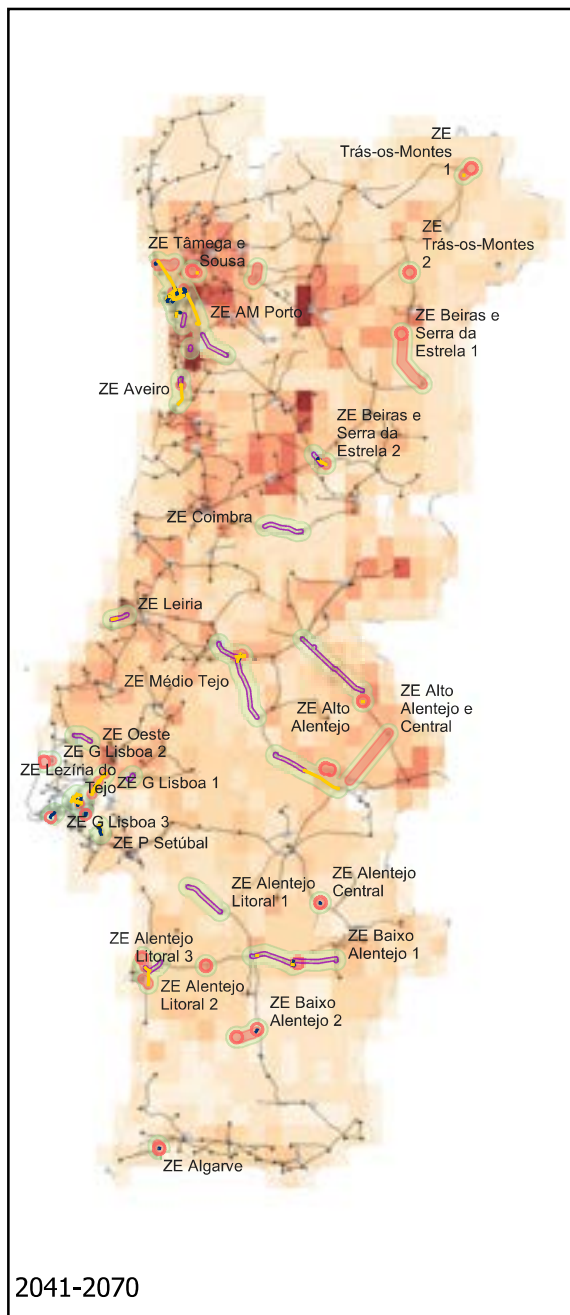 ZE
Trás-os-Montes
1
ZE Tâmega e
Sousa
ZE
Trás-os-Montes
2
ZE AM Porto
ZE Beiras e
Serra da
Estrela 1
ZE Aveiro
ZE Beiras e
Serra da
Estrela 2
ZE Coimbra
ZE Leiria
ZE Médio Tejo
ZE Alto
Alentejo
ZE Alto
Alentejo e
Central
ZE Oeste
ZE G Lisboa 2
ZE Lezíria do
Tejo
ZE G Lisboa 1
ZE G Lisboa 3
ZE P Setúbal
ZE Alentejo
Litoral 1
ZE Alentejo
Central
ZE Alentejo
Litoral 3
ZE Baixo
Alentejo 1
ZE Alentejo
Litoral 2
ZE Baixo
Alentejo 2
ZE Algarve
2041-2070